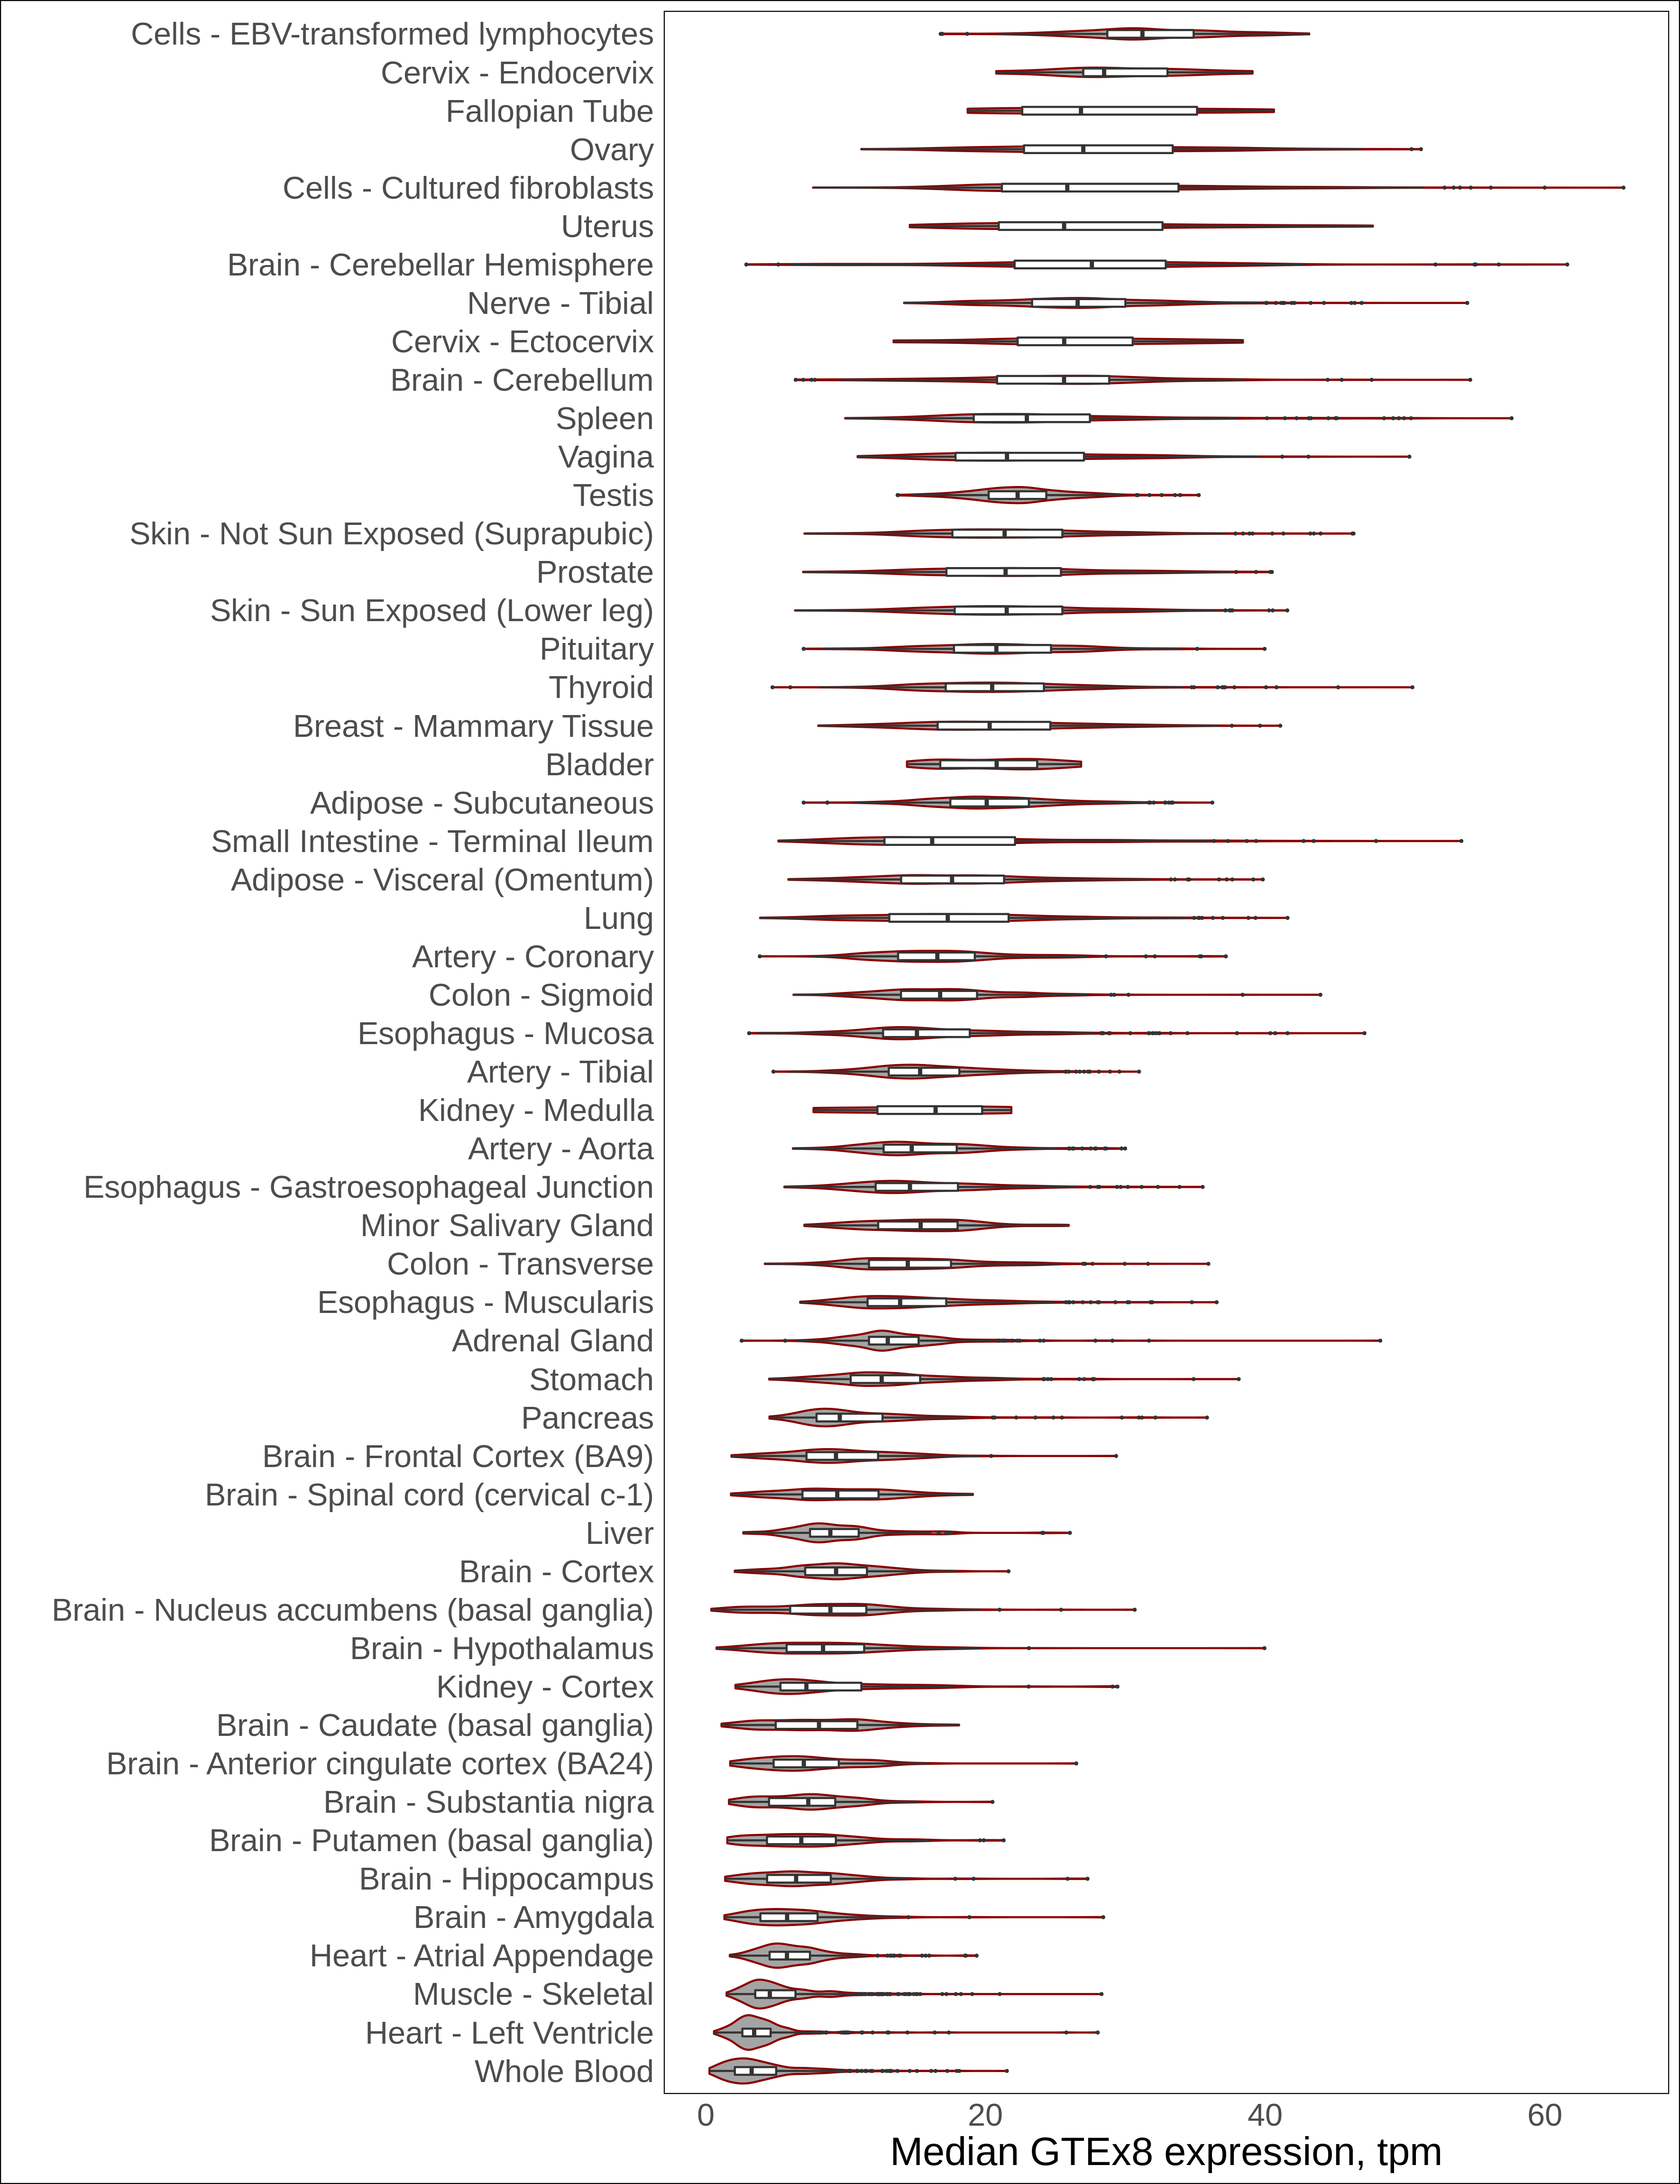 Cells - EBV-transformed lymphocytes
Cervix - Endocervix
Fallopian Tube
Ovary
Cells - Cultured fibroblasts
Uterus
Brain - Cerebellar Hemisphere
Nerve - Tibial
Cervix - Ectocervix
Brain - Cerebellum
Spleen
Vagina
Testis
Skin - Not Sun Exposed (Suprapubic)
Prostate
Skin - Sun Exposed (Lower leg)
Pituitary
Thyroid
Breast - Mammary Tissue
Bladder
Adipose - Subcutaneous
Small Intestine - Terminal Ileum
Adipose - Visceral (Omentum)
Lung
Artery - Coronary
Colon - Sigmoid
Esophagus - Mucosa
Artery - Tibial
Kidney - Medulla
Artery - Aorta
Esophagus - Gastroesophageal Junction
Minor Salivary Gland
Colon - Transverse
Esophagus - Muscularis
Adrenal Gland
Stomach
Pancreas
Brain - Frontal Cortex (BA9)
Brain - Spinal cord (cervical c-1)
Liver
Brain - Cortex
Brain - Nucleus accumbens (basal ganglia)
Brain - Hypothalamus
Kidney - Cortex
Brain - Caudate (basal ganglia)
Brain - Anterior cingulate cortex (BA24)
Brain - Substantia nigra
Brain - Putamen (basal ganglia)
Brain - Hippocampus
Brain - Amygdala
Heart - Atrial Appendage
Muscle - Skeletal
Heart - Left Ventricle
Whole Blood
0 20 40 60
Median GTEx8 expression, tpm